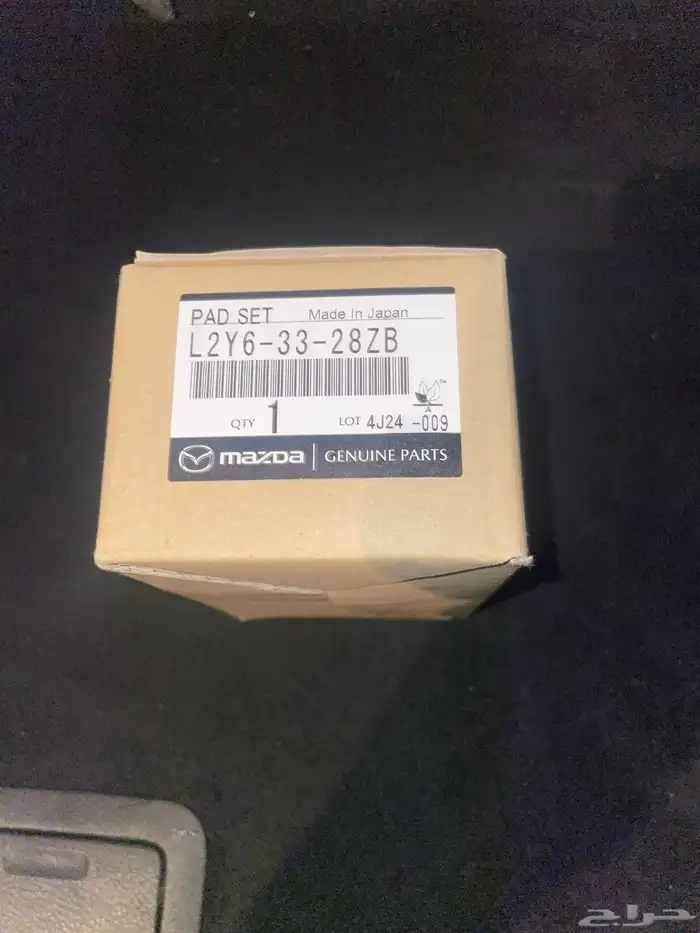 PAD SET Made In Japan
L2Y6-33-28ZB
QTY 1 LOT 4J24 -009
mazda GENUINE PARTS
حراج